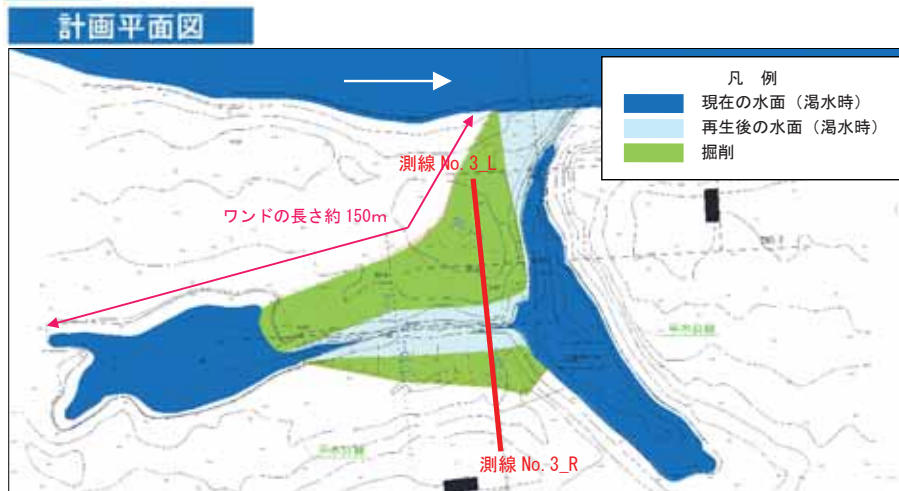 計画平面図
凡 例
現在の水面（渇水時）
再生後の水面（渇水時）
掘削
測線 No. 3_L
ワンドの長さ約 150m
測線 No. 3_R